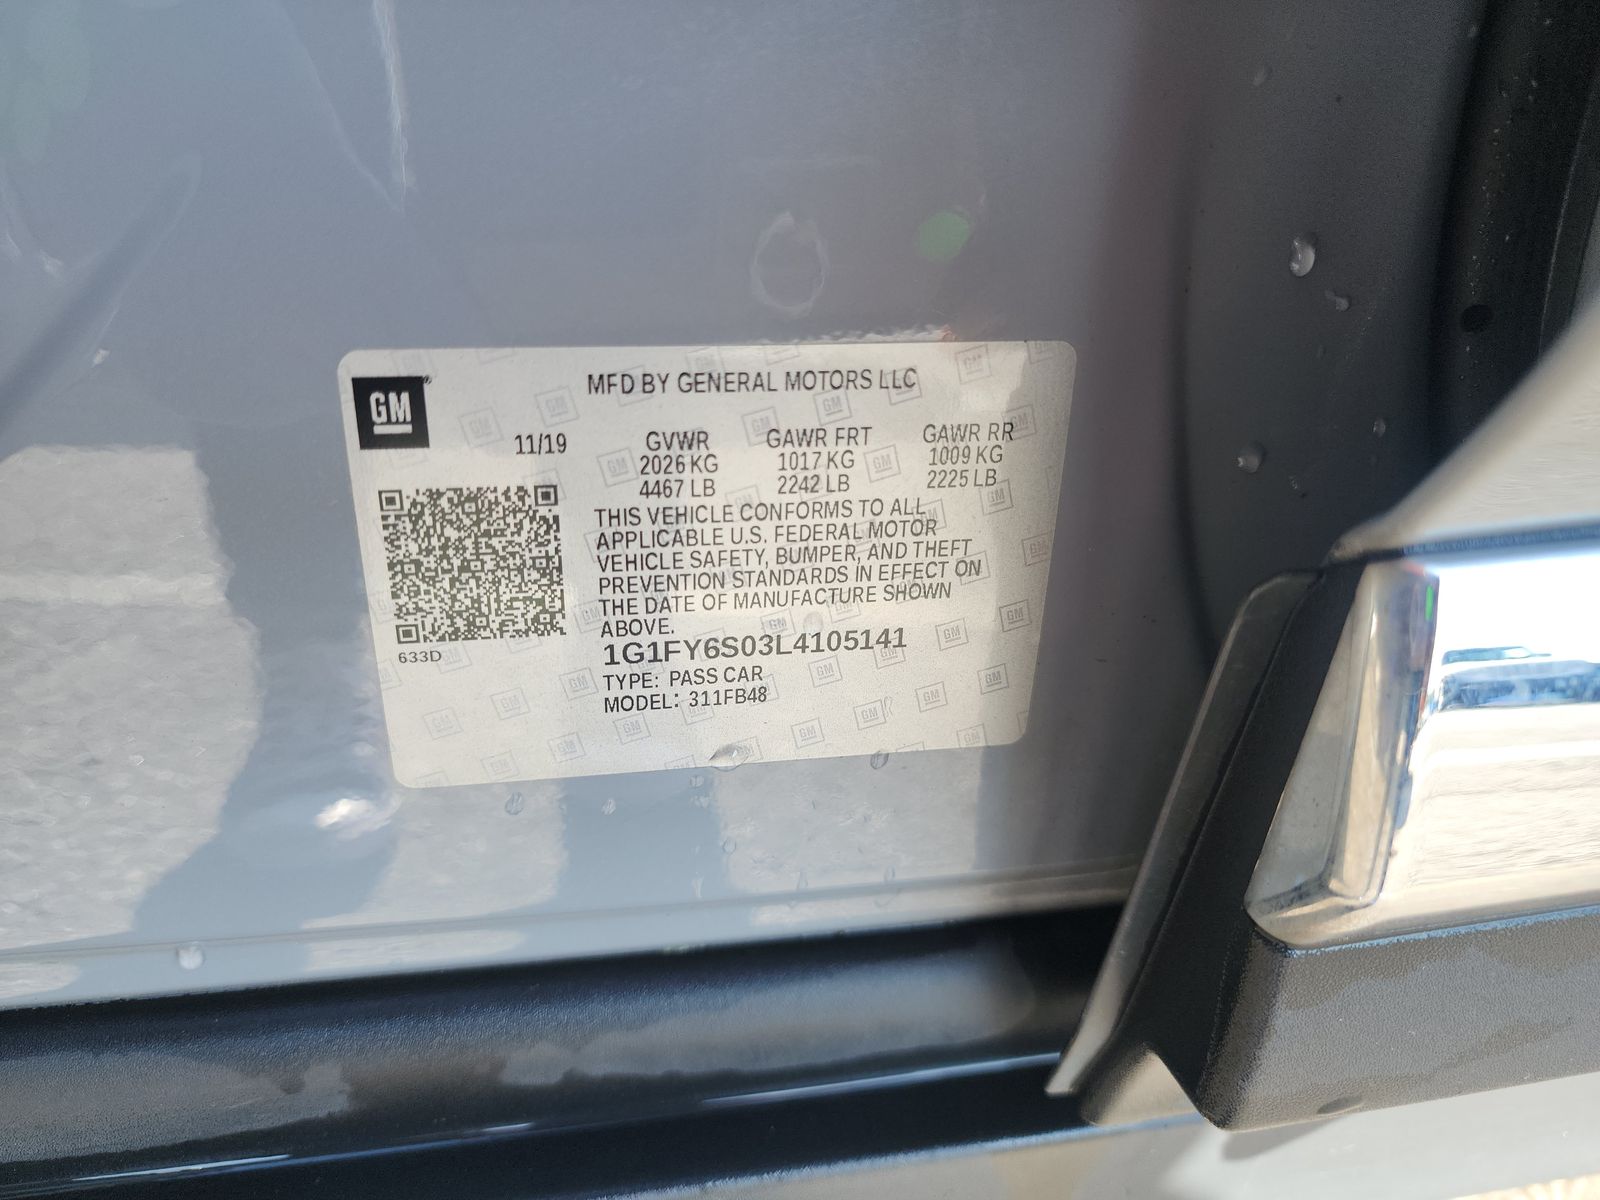 GM
MFD BY GENERAL MOTORS LLC
11/19
GVWR GAWR FRT GAWR RR
2026 KG 1017 KG 1009 KG
4467 LB 2242 LB 2225 LB
THIS VEHICLE CONFORMS TO ALL
APPLICABLE U.S. FEDERAL MOTOR
VEHICLE SAFETY, BUMPER, AND THEFT
PREVENTION STANDARDS IN EFFECT ON
THE DATE OF MANUFACTURE SHOWN
ABOVE.
633D
1G1FY6S03L4105141
TYPE: PASS CAR
MODEL: 311FB48